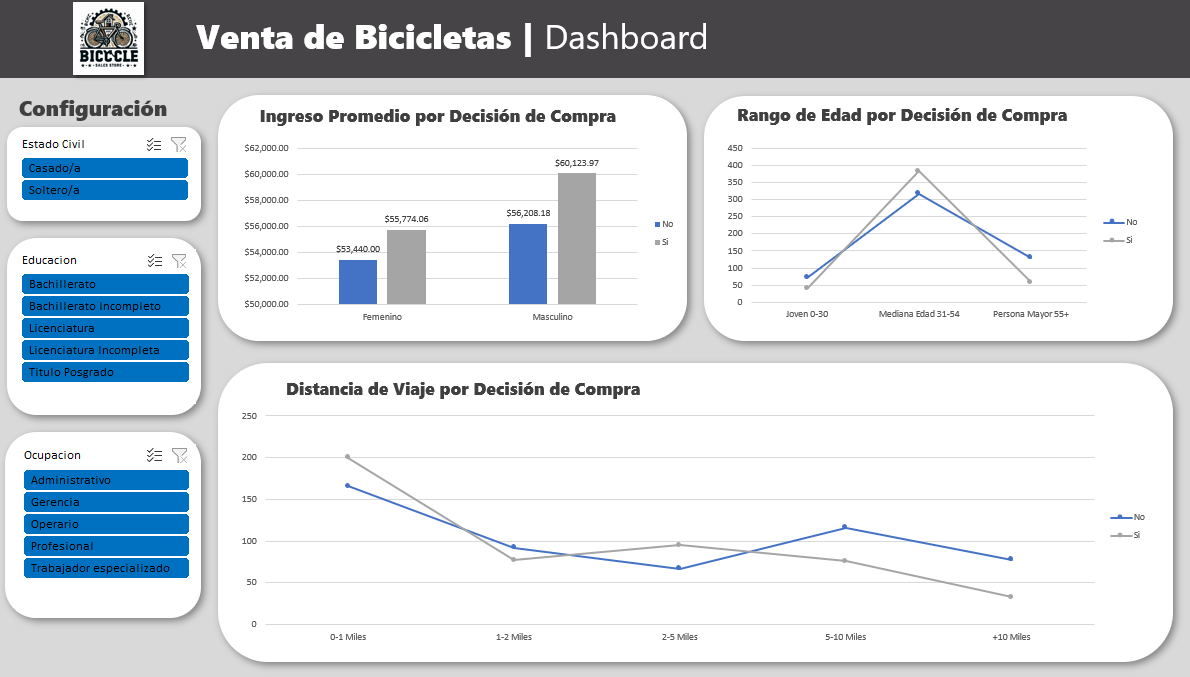 BICC BICC
BICCCLE
SALES STORE
Venta de Bicicletas | Dashboard
Configuración
Estado Civil
Casado/a
Soltero/a
Educacion
Bachillerato
Bachillerato Incompleto
Licenciatura
Licenciatura Incompleta
Titulo Posgrado
Ocupacion
Administrativo
Gerencia
Operario
Profesional
Trabajador especializado
Ingreso Promedio por Decisión de Compra
$62,000.00
$60,000.00
$58,000.00
$56,000.00
$54,000.00
$52,000.00
$50,000.00
$53,440.00
$55,774.06
$56,208.18
$60,123.97
Femenino
Masculino
No
Si
Rango de Edad por Decisión de Compra
450
400
350
300
250
200
150
100
50
0
Joven 0-30
Mediana Edad 31-54
Persona Mayor 55+
No
Si
Distancia de Viaje por Decisión de Compra
250
200
150
100
50
0
0-1 Miles
1-2 Miles
2-5 Miles
5-10 Miles
+10 Miles
No
Si